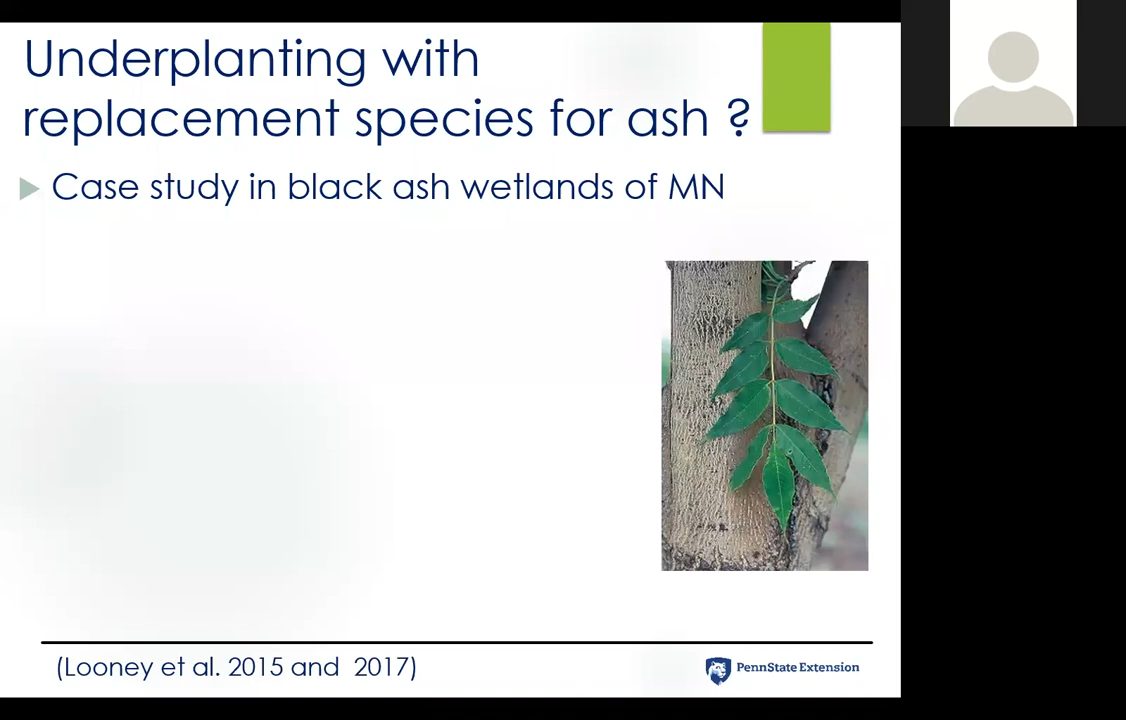 Underplanting with
replacement species for ash ?
Case study in black ash wetlands of MN
(Looney et al. 2015 and 2017)
PennState Extension